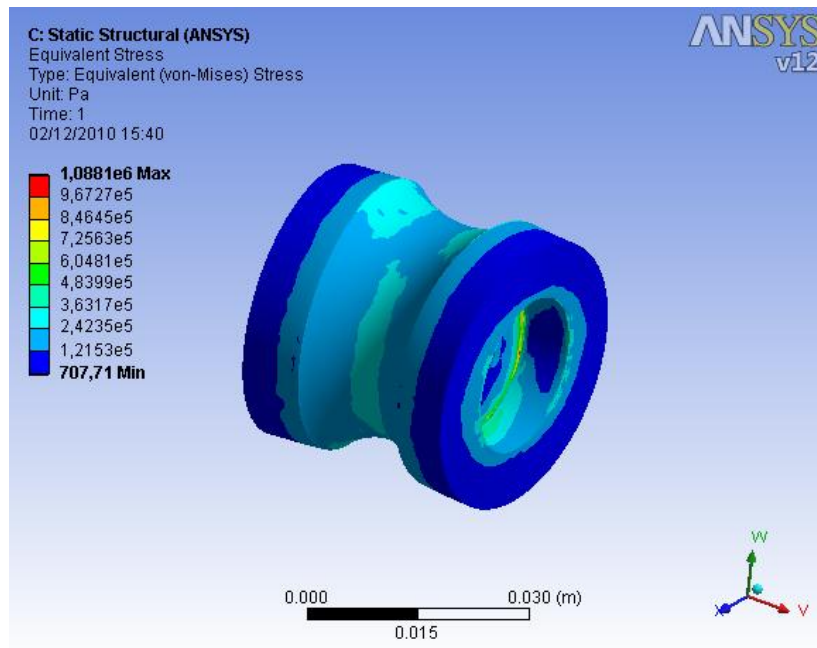 C: Static Structural (ANSYS)
Equivalent Stress
Type: Equivalent (von-Mises) Stress
Unit: Pa
Time: 1
02/12/2010 15:40
ANSYS
v12
1,0881e6 Max
9,6727e5
8,4645e5
7,2563e5
6,0481e5
4,8399e5
3,6317e5
2,4235e5
1,2153e5
707,71 Min
0.000
0.030 (m)
0.015
W
X
V